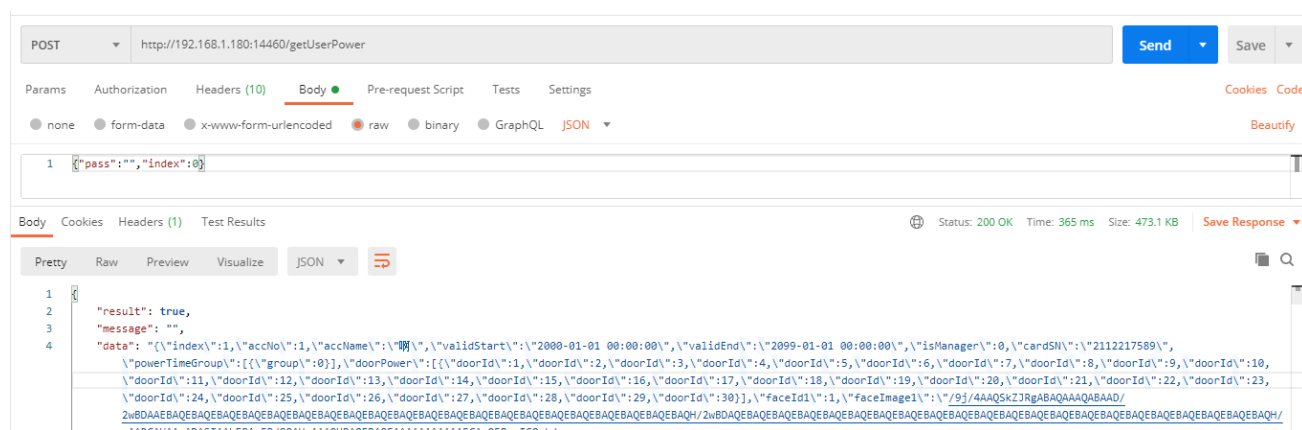 POST http://192.168.1.180:14460/getUserPower Send Save
Params Authorization Headers (10) Body Pre-request Script Tests Settings Cookies Code
none form-data x-www-form-urlencoded raw binary GraphQL JSON Beautify
1 {"pass":"","index":0}
Body Cookies Headers (1) Test Results Status: 200 OK Time: 365 ms Size: 473.1 KB Save Response
Pretty Raw Preview Visualize JSON
1 {
2 "result": true,
3 "message": "",
4 "data": "{\"index\":1,\"accNo\":1,\"accName\":\"啊\",\"validStart\":\"2000-01-01 00:00:00\",\"validEnd\":\"2099-01-01 00:00:00\",\"isManager\":0,\"cardSN\":\"2112217589\",
\"powerTimeGroup\":[{\"group\":0}],\"doorPower\":[{\"doorId\":1,\"doorId\":2,\"doorId\":3,\"doorId\":4,\"doorId\":5,\"doorId\":6,\"doorId\":7,\"doorId\":8,\"doorId\":9,\"doorId\":10,
\"doorId\":11,\"doorId\":12,\"doorId\":13,\"doorId\":14,\"doorId\":15,\"doorId\":16,\"doorId\":17,\"doorId\":18,\"doorId\":19,\"doorId\":20,\"doorId\":21,\"doorId\":22,\"doorId\":23,
\"doorId\":24,\"doorId\":25,\"doorId\":26,\"doorId\":27,\"doorId\":28,\"doorId\":29,\"doorId\":30}],\"faceId1\":1,\"faceImage1\":\"/9j/4AAQSkZJRgABAQAAAQABAAD/